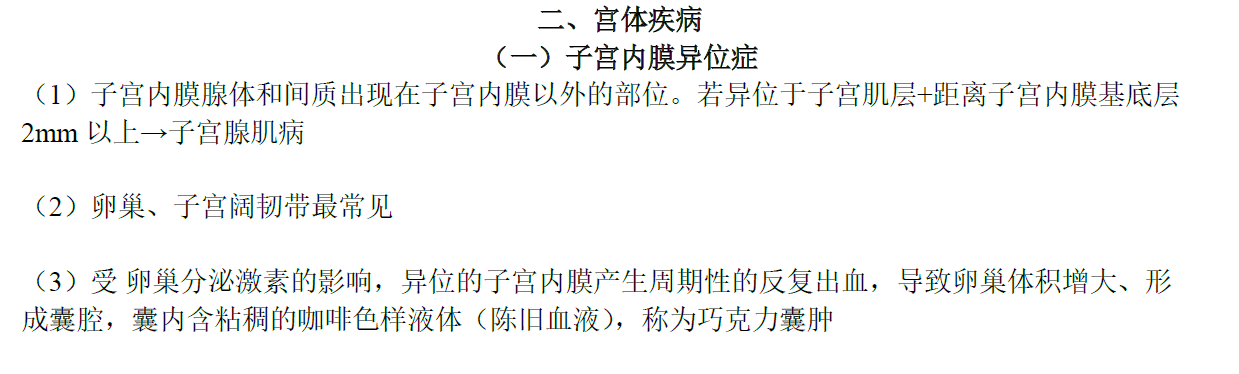 二、宫体疾病
（一）子宫内膜异位症
（1）子宫内膜腺体和间质出现在子宫内膜以外的部位。若异位于子宫肌层+距离子宫内膜基底层
2mm 以上→子宫腺肌病
（2）卵巢、子宫阔韧带最常见
（3）受 卵巢分泌激素的影响，异位的子宫内膜产生周期性的反复出血，导致卵巢体积增大、形
成囊腔，囊内含粘稠的咖啡色样液体（陈旧血液），称为巧克力囊肿